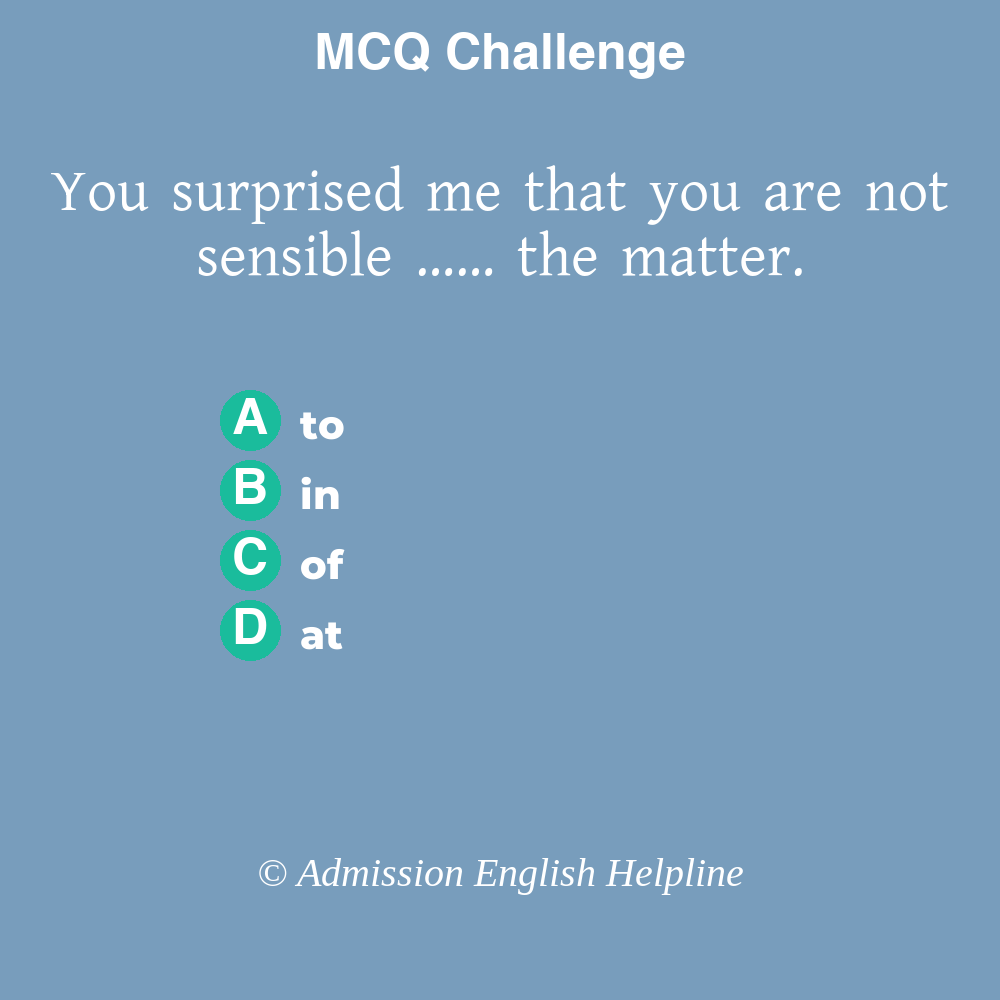 MCQ Challenge
You surprised me that you are not
sensible ...... the matter.
A to
B in
C of
D at
© Admission English Helpline